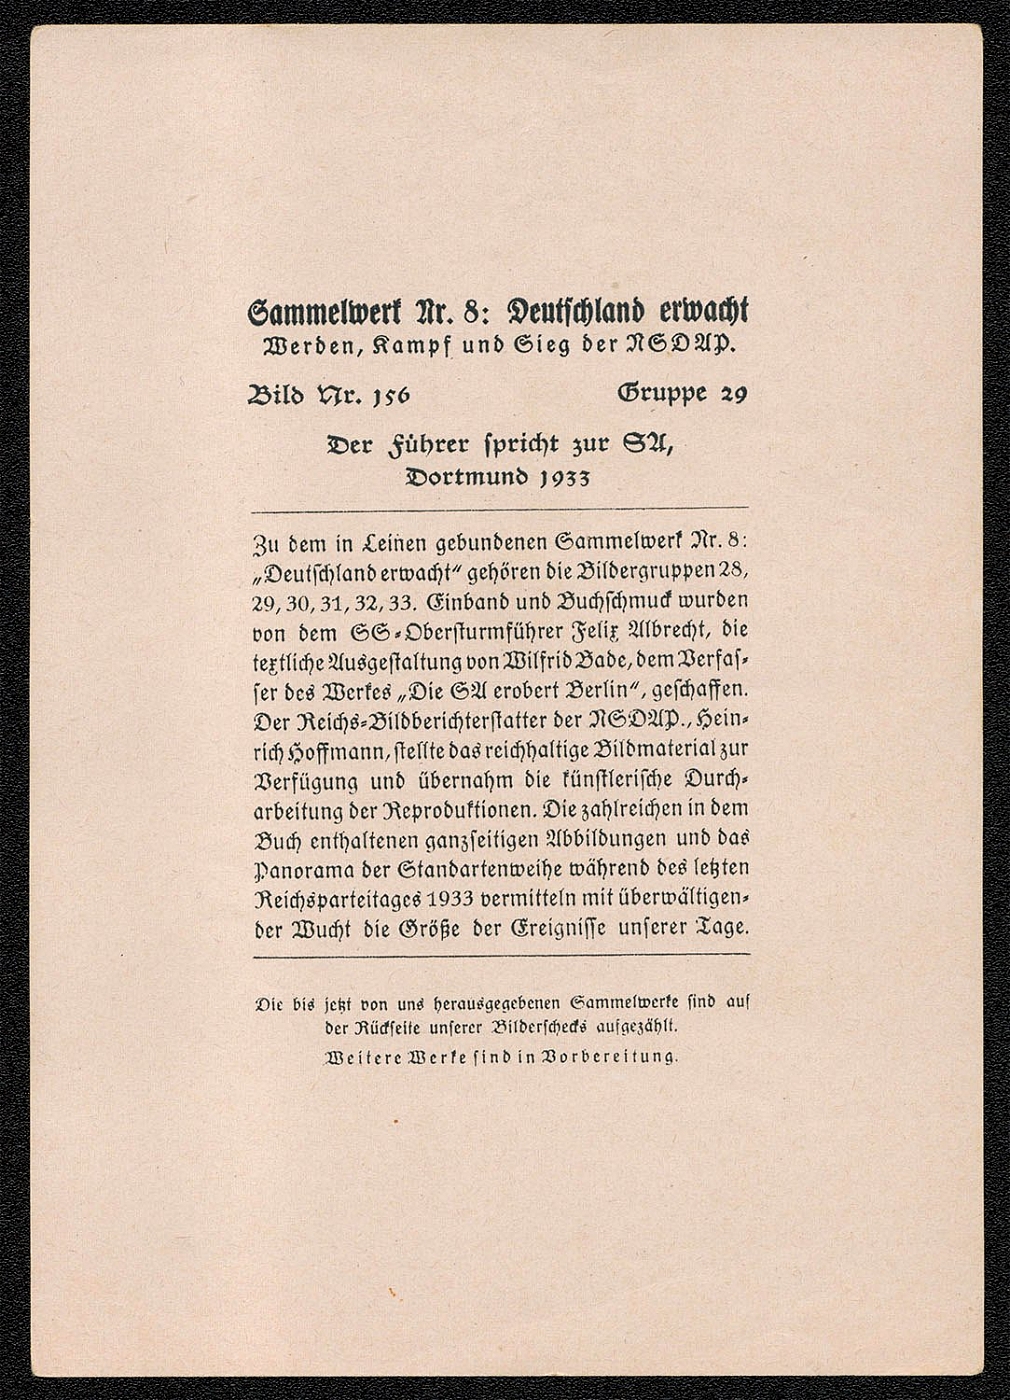 Sammelwerk Nr. 8: Deutschland erwacht
Werden, Kampf und Sieg der NSDAP.
Bild Nr. 156 Gruppe 29
Der Führer spricht zur SA,
Dortmund 1933
Zu dem in Leinen gebundenen Sammelwerk Nr. 8:
„Deutschland erwacht“ gehören die Bildergruppen 28,
29, 30, 31, 32, 33. Einband und Buchschmuck wurden
von dem SS-Obersturmführer Felix Albrecht, die
textliche Ausgestaltung von Wilfrid Bade, dem Verfas-
ser des Werkes „Die SA erobert Berlin“, geschaffen.
Der Reichs-Bildberichterstatter der NSDAP., Hein-
rich Hoffmann, stellte das reichhaltige Bildmaterial zur
Verfügung und übernahm die künstlerische Durch-
arbeitung der Reproduktionen. Die zahlreichen in dem
Buch enthaltenen ganzseitigen Abbildungen und das
Panorama der Standartenweihe während des letzten
Reichsparteitages 1933 vermitteln mit überwältigen-
der Wucht die Größe der Ereignisse unserer Tage.
Die bis jetzt von uns herausgegebenen Sammelwerke sind auf
der Rückseite unserer Bilderschecks aufgezählt.
Weitere Werke sind in Vorbereitung.